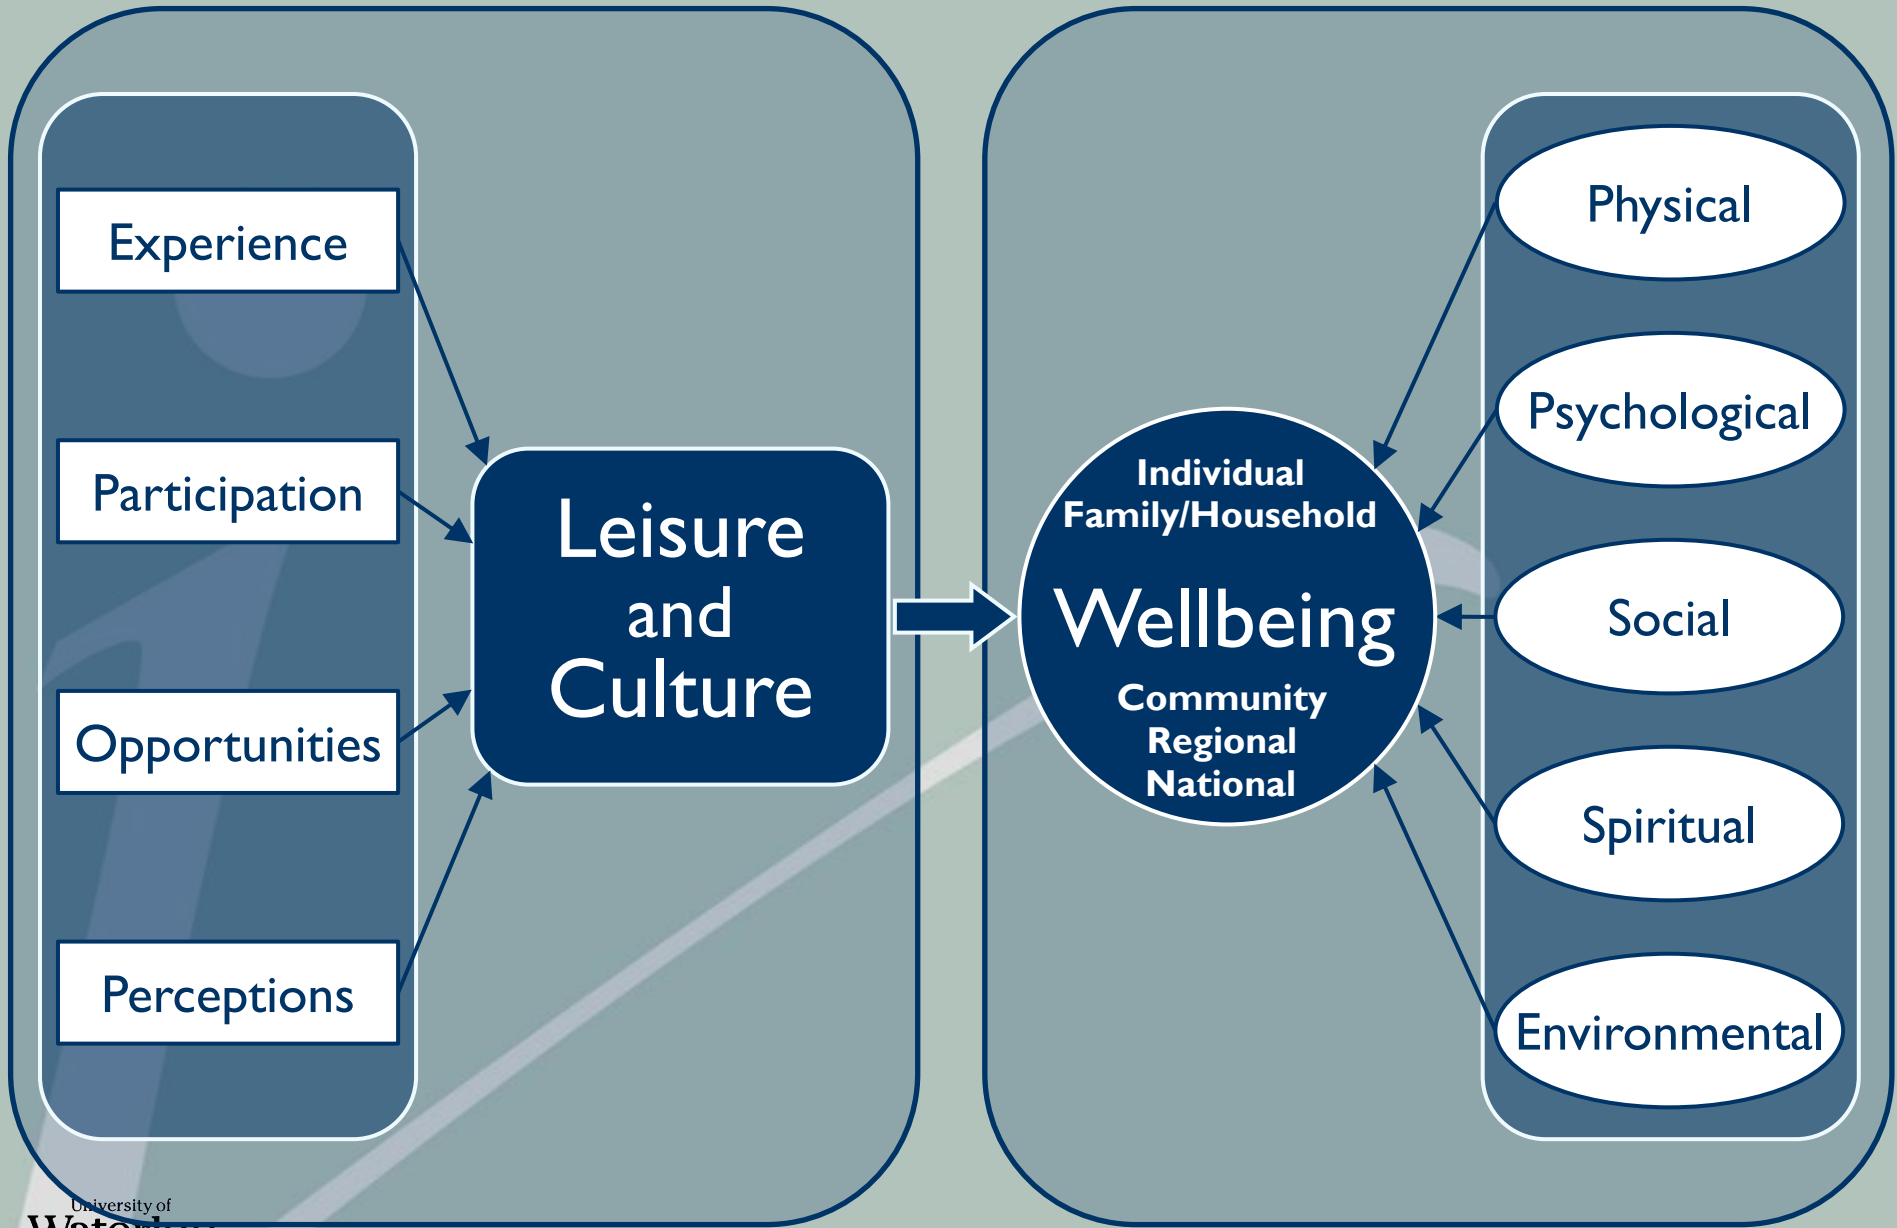 Experience
Participation
Opportunities
Perceptions
Leisure
and
Culture
Individual
Family/Household
Wellbeing
Community
Regional
National
Physical
Psychological
Social
Spiritual
Environmental
University of